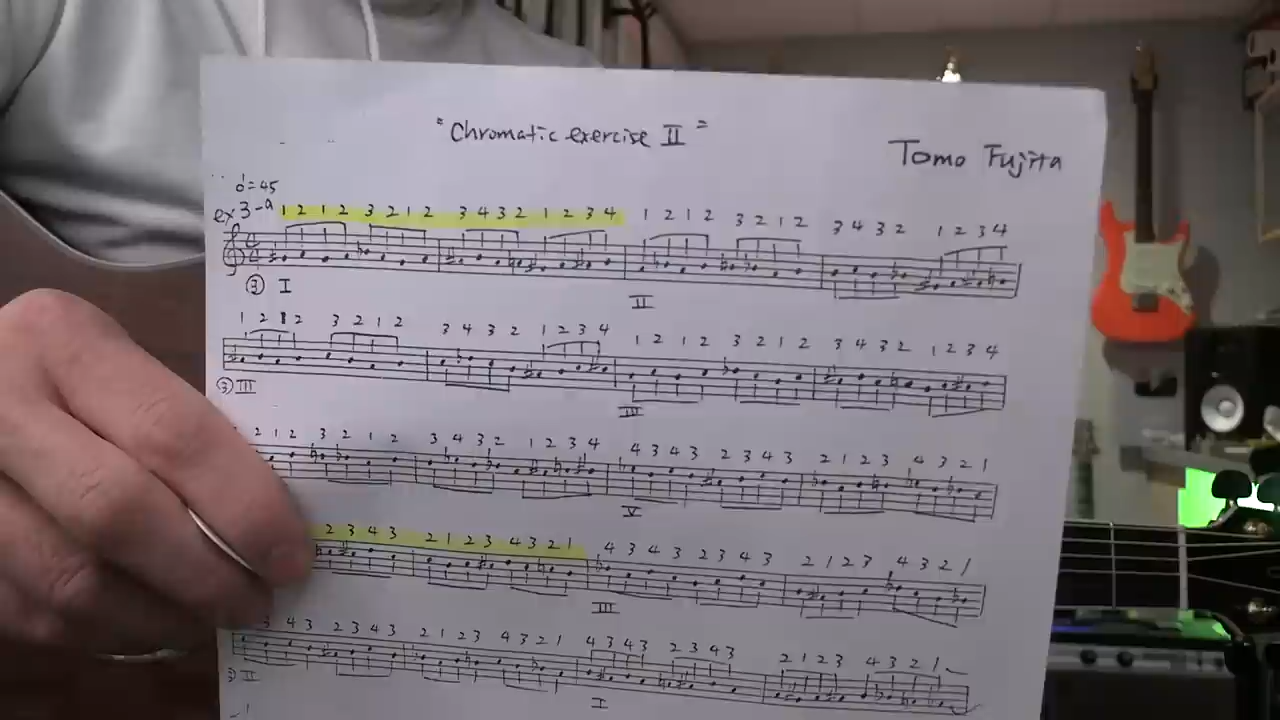 "Chromatic exercise II"
Tomo Fujita
♩=45
ex 3-a 1 2 1 2 3 2 1 2 3 4 3 2 1 2 3 4 1 2 1 2 3 2 1 2 3 4 3 2 1 2 3 4
③ I II
1 2 1 2 3 2 1 2 3 4 3 2 1 2 3 4 1 2 1 2 3 2 1 2 3 4 3 2 1 2 3 4
③ III III
2 1 2 3 2 1 2 3 4 3 2 1 2 3 4 4 3 4 3 2 3 4 3 2 1 2 3 4 3 2 1
V
2 3 4 3 2 1 2 3 4 3 2 1 4 3 4 3 2 3 4 3 2 1 2 3 4 3 2 1
III
3 4 3 2 3 4 3 2 1 2 3 4 3 2 1 4 3 4 3 2 3 4 3 2 1 2 3 4 3 2 1
II I